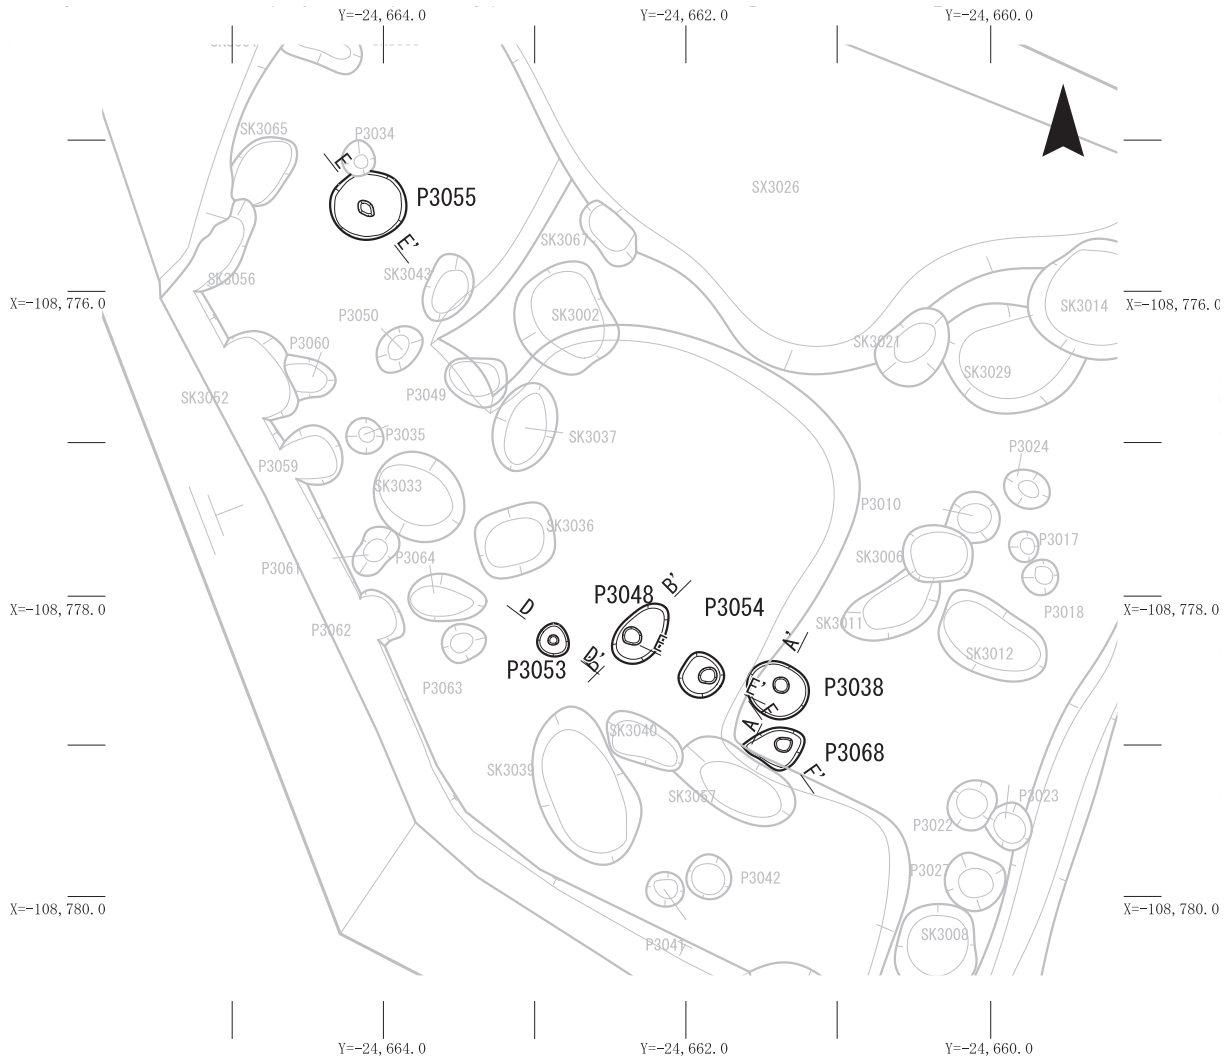 Y=-24,664.0
Y=-24,662.0
Y=-24,660.0
SK3065
P3034
E
SX3026
P3055
E'
SK3067
SK3043
SK3056
X=-108,776.0
X=-108,776.0
SK3014
P3050
SK3002
P3060
SK3021
SK3029
SK3052
P3049
P3035
SK3037
P3024
P3059
SK3033
P3010
SK3036
P3017
P3061
P3064
SK3006
B'
P3048
P3054
D
X=-108,778.0
X=-108,778.0
P3018
P3062
SK3011
A'
E
SK3012
D'
B
P3053
P3063
E'
P3038
F
A
SK3040
P3068
SK3039
F'
SK3057
P3023
P3022
P3027
P3042
X=-108,780.0
X=-108,780.0
SK3008
P3041
Y=-24,664.0
Y=-24,662.0
Y=-24,660.0